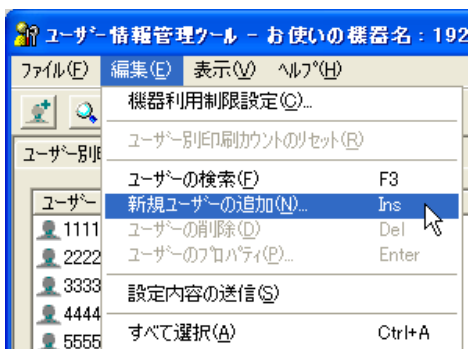 ユーザー情報管理ツール - お使いの機器名：192
ファイル(F) 編集(E) 表示(V) ヘルプ(H)
機器利用制限設定(C)...
ユーザー別印刷カウントのリセット(R)
ユーザー別印
ユーザーの検索(F) F3
ユーザー
新規ユーザーの追加(N)... Ins
1111
ユーザーの削除(D) Del
2222
ユーザーのプロパティ(P)... Enter
3333
設定内容の送信(S)
4444
すべて選択(A) Ctrl+A
5555